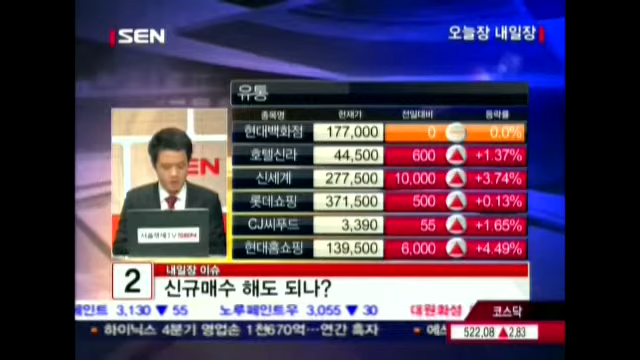 SEN
오늘장 내일장
유통
종목명 현재가 전일대비 등락률
현대백화점 177,000 0 0.0%
호텔신라 44,500 600 ▲ +1.37%
신세계 277,500 10,000 ▲ +3.74%
롯데쇼핑 371,500 500 ▲ +0.13%
CJ씨푸드 3,390 55 ▲ +1.65%
현대홈쇼핑 139,500 6,000 ▲ +4.49%
SEN
서울경제TV SEN
2
내일장 이슈
신규매수 해도 되나?
페인트 3,130 ▼ 55 노루페인트우 3,055 ▼ 30 대원화성
코스닥
하이닉스 4분기 영업손 1천670억...연간 흑자
522.08 ▲2.83